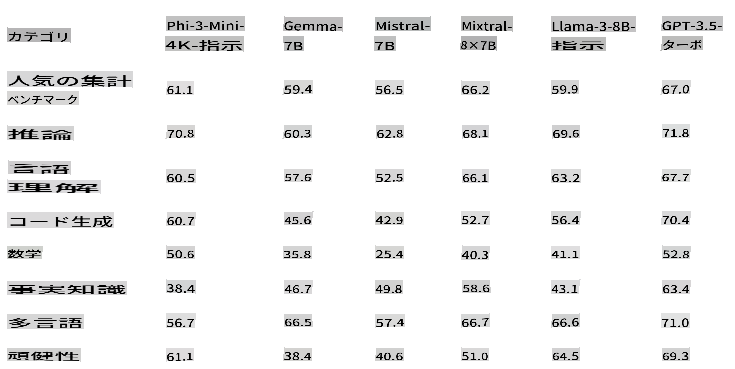 カテゴリ Phi-3-Mini-4K-指示 Gemma-7B Mistral-7B Mixtral-8×7B Llama-3-8B-指示 GPT-3.5-ターボ
人気の集計
ベンチマーク 61.1 59.4 56.5 66.2 59.9 67.0
推論 70.8 60.3 62.8 68.1 69.6 71.8
言語
理解 60.5 57.6 52.5 66.1 63.2 67.7
コード生成 60.7 45.6 42.9 52.7 56.4 70.4
数学 50.6 35.8 25.4 40.3 41.1 52.8
事実知識 38.4 46.7 49.8 58.6 43.1 63.4
多言語 56.7 66.5 57.4 66.7 66.6 71.0
頑健性 61.1 38.4 40.6 51.0 64.5 69.3